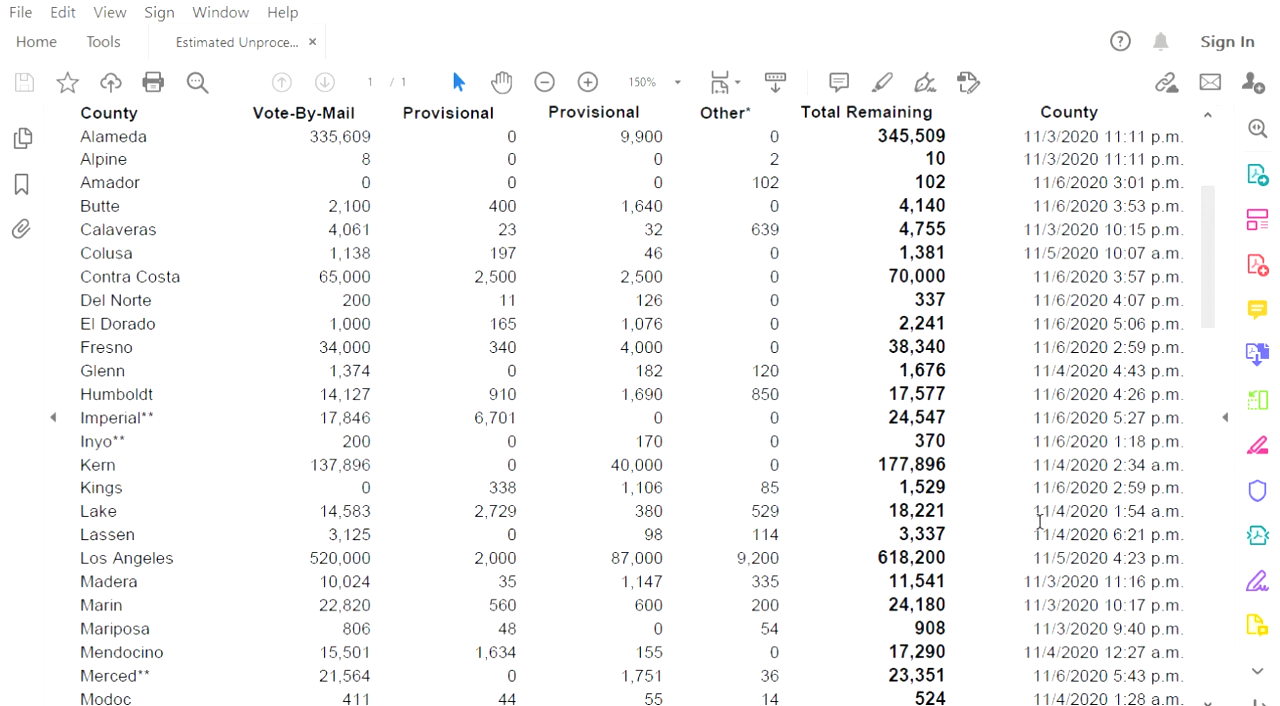 File Edit View Sign Window Help
Home Tools Estimated Unproce... × Sign In
1 / 1 150%
County Vote-By-Mail Provisional Provisional Other* Total Remaining County
Alameda 335,609 0 9,900 0 345,509 11/3/2020 11:11 p.m.
Alpine 8 0 0 2 10 11/3/2020 11:11 p.m.
Amador 0 0 0 102 102 11/6/2020 3:01 p.m.
Butte 2,100 400 1,640 0 4,140 11/6/2020 3:53 p.m.
Calaveras 4,061 23 32 639 4,755 11/3/2020 10:15 p.m.
Colusa 1,138 197 46 0 1,381 11/5/2020 10:07 a.m.
Contra Costa 65,000 2,500 2,500 0 70,000 11/6/2020 3:57 p.m.
Del Norte 200 11 126 0 337 11/6/2020 4:07 p.m.
El Dorado 1,000 165 1,076 0 2,241 11/6/2020 5:06 p.m.
Fresno 34,000 340 4,000 0 38,340 11/6/2020 2:59 p.m.
Glenn 1,374 0 182 120 1,676 11/4/2020 4:43 p.m.
Humboldt 14,127 910 1,690 850 17,577 11/6/2020 4:26 p.m.
Imperial** 17,846 6,701 0 0 24,547 11/6/2020 5:27 p.m.
Inyo** 200 0 170 0 370 11/6/2020 1:18 p.m.
Kern 137,896 0 40,000 0 177,896 11/4/2020 2:34 a.m.
Kings 0 338 1,106 85 1,529 11/6/2020 2:59 p.m.
Lake 14,583 2,729 380 529 18,221 11/4/2020 1:54 a.m.
Lassen 3,125 0 98 114 3,337 11/4/2020 6:21 p.m.
Los Angeles 520,000 2,000 87,000 9,200 618,200 11/5/2020 4:23 p.m.
Madera 10,024 35 1,147 335 11,541 11/3/2020 11:16 p.m.
Marin 22,820 560 600 200 24,180 11/3/2020 10:17 p.m.
Mariposa 806 48 0 54 908 11/3/2020 9:40 p.m.
Mendocino 15,501 1,634 155 0 17,290 11/4/2020 12:27 a.m.
Merced** 21,564 0 1,751 36 23,351 11/6/2020 5:43 p.m.
Modoc 411 44 55 14 524 11/4/2020 1:28 a.m.